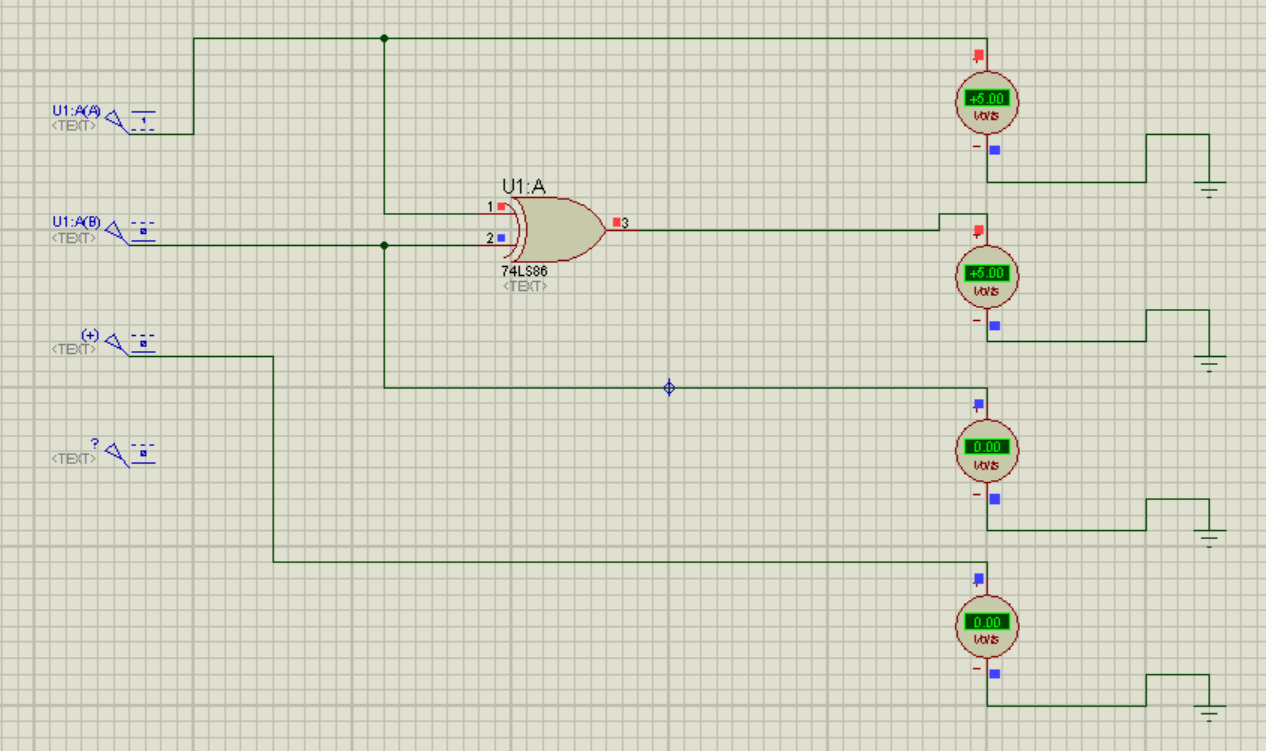 U1:A(A)
<TEXT>
1
+
+5.00
Volts
−
U1:A
1
3
U1:A(B)
<TEXT>
0
2
+
+5.00
Volts
−
74LS86
<TEXT>
(+)
<TEXT>
0
+
0.00
Volts
−
?
<TEXT>
0
+
0.00
Volts
−